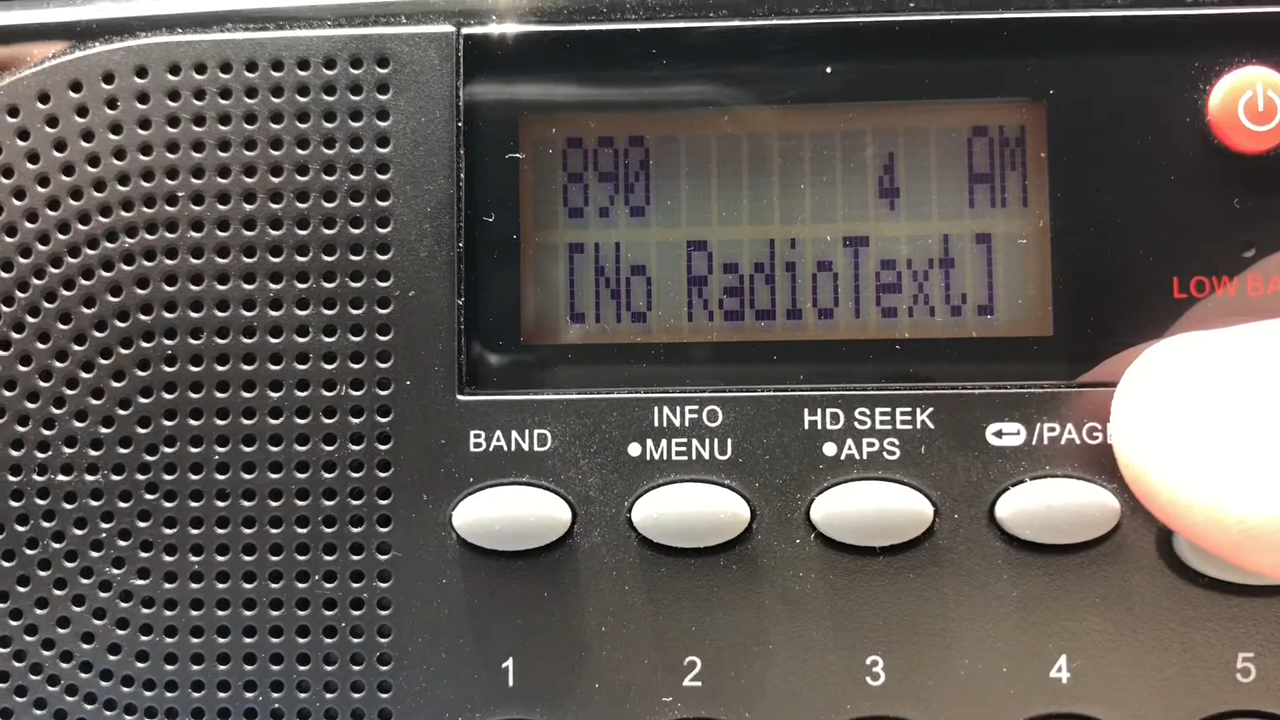 890 4 AM
[No RadioText]
LOW BA
BAND
INFO
•MENU
HD SEEK
•APS
/PAGE
1 2 3 4 5